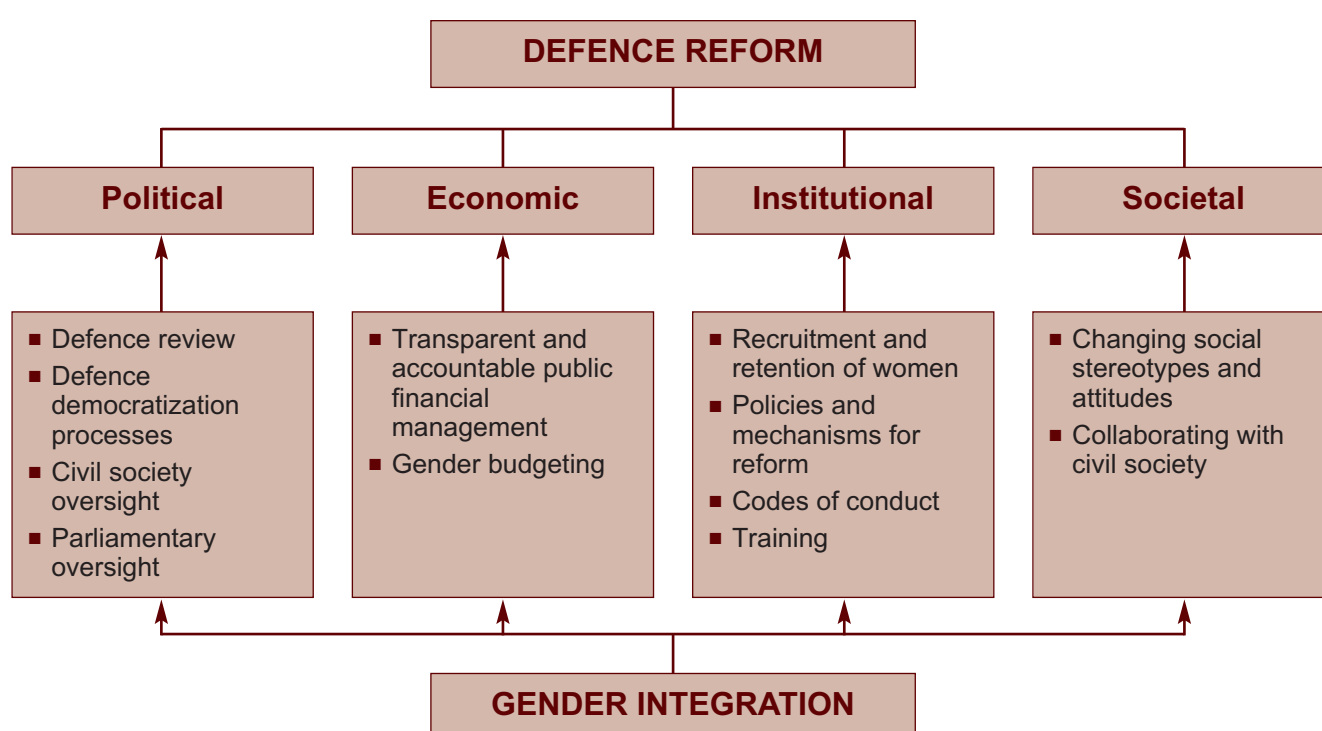 DEFENCE REFORM
Political
Economic
Institutional
Societal
■ Defence review
■ Defence
democratization
processes
■ Civil society
oversight
■ Parliamentary
oversight
■ Transparent and
accountable public
financial
management
■ Gender budgeting
■ Recruitment and
retention of women
■ Policies and
mechanisms for
reform
■ Codes of conduct
■ Training
■ Changing social
stereotypes and
attitudes
■ Collaborating with
civil society
GENDER INTEGRATION